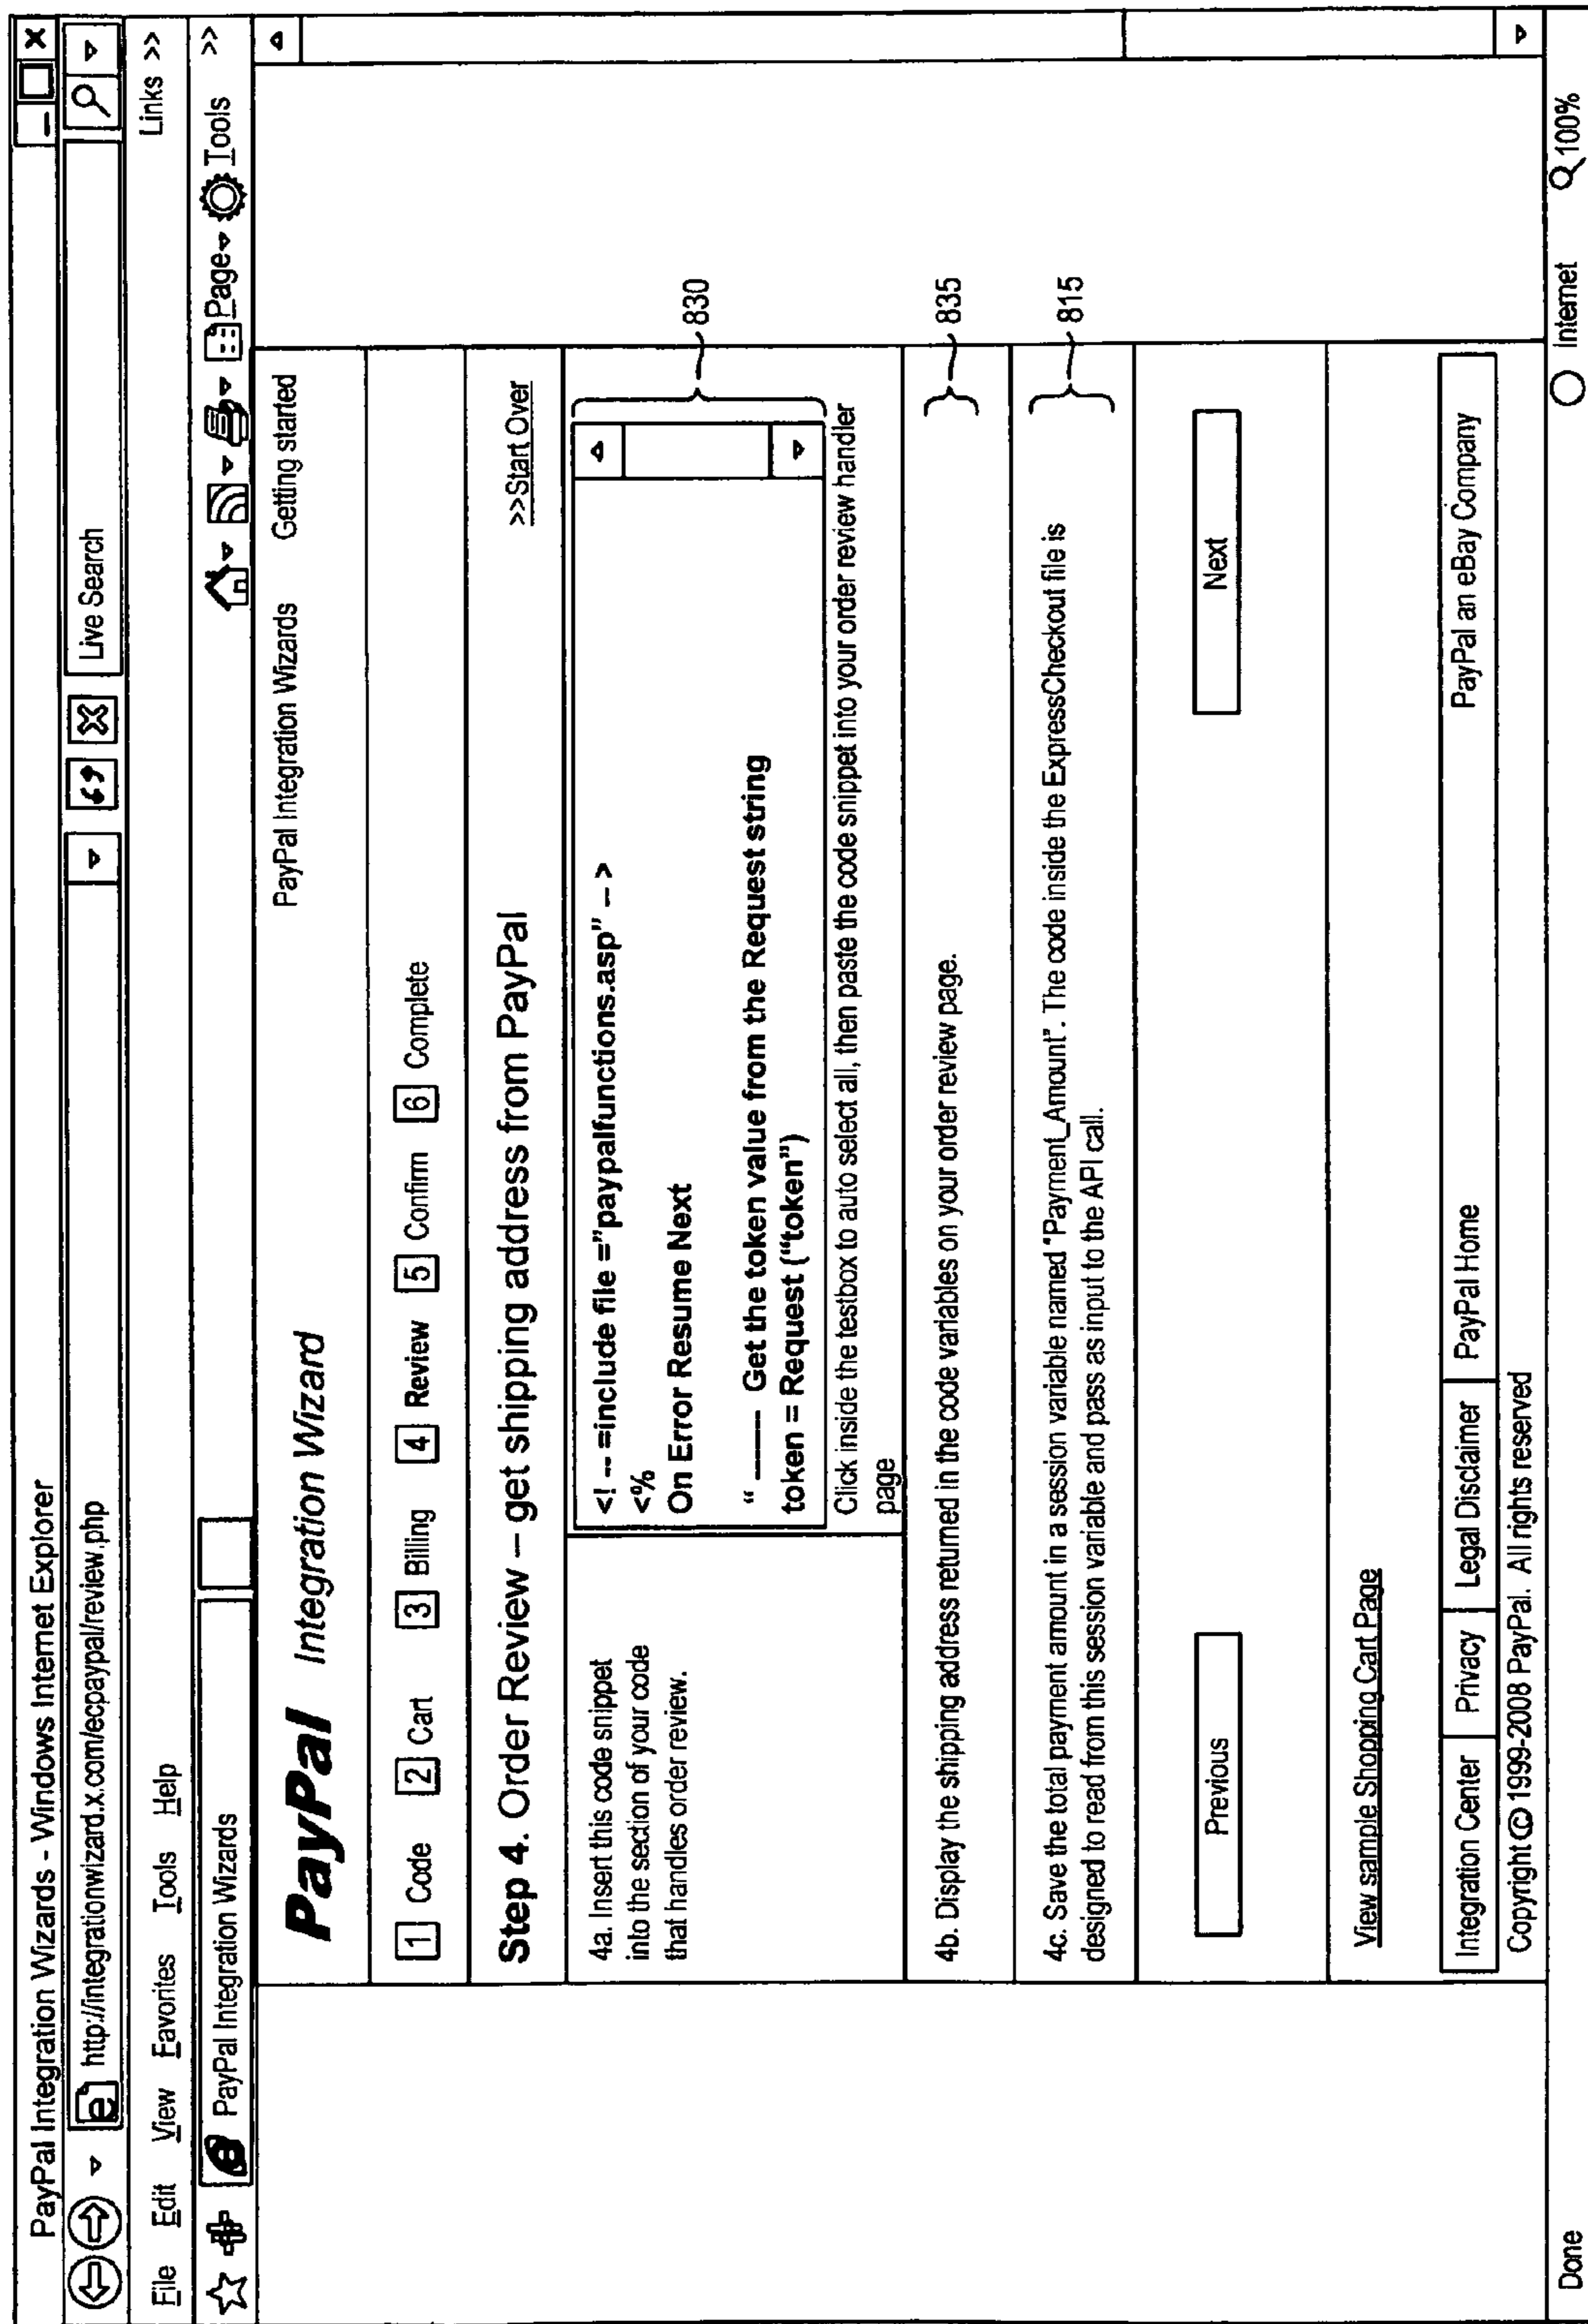 PayPal Integration Wizards - Windows Internet Explorer
http://integrationwizard.x.com/ecpaypal/review.php Live Search
File Edit View Favorites Tools Help Links >>
PayPal Integration Wizards Page Tools >>
PayPal Integration Wizard PayPal Integration Wizards Getting started
1 Code 2 Cart 3 Billing 4 Review 5 Confirm 6 Complete
Step 4. Order Review – get shipping address from PayPal >>Start Over
4a. Insert this code snippet
into the section of your code
that handles order review.
<! -- =include file ="paypalfunctions.asp" -- >
<%
On Error Resume Next
“ —— Get the token value from the Request string
token = Request (“token”)
830
Click inside the testbox to auto select all, then paste the code snippet into your order review handler
page
4b. Display the shipping address returned in the code variables on your order review page. 835
4c. Save the total payment amount in a session variable named "Payment_Amount". The code inside the ExpressCheckout file is
designed to read from this session variable and pass as input to the API call.
815
Previous Next
View sample Shopping Cart Page
Integration Center Privacy Legal Disclaimer PayPal Home PayPal an eBay Company
Copyright © 1999-2008 PayPal. All rights reserved
Done Internet 100%